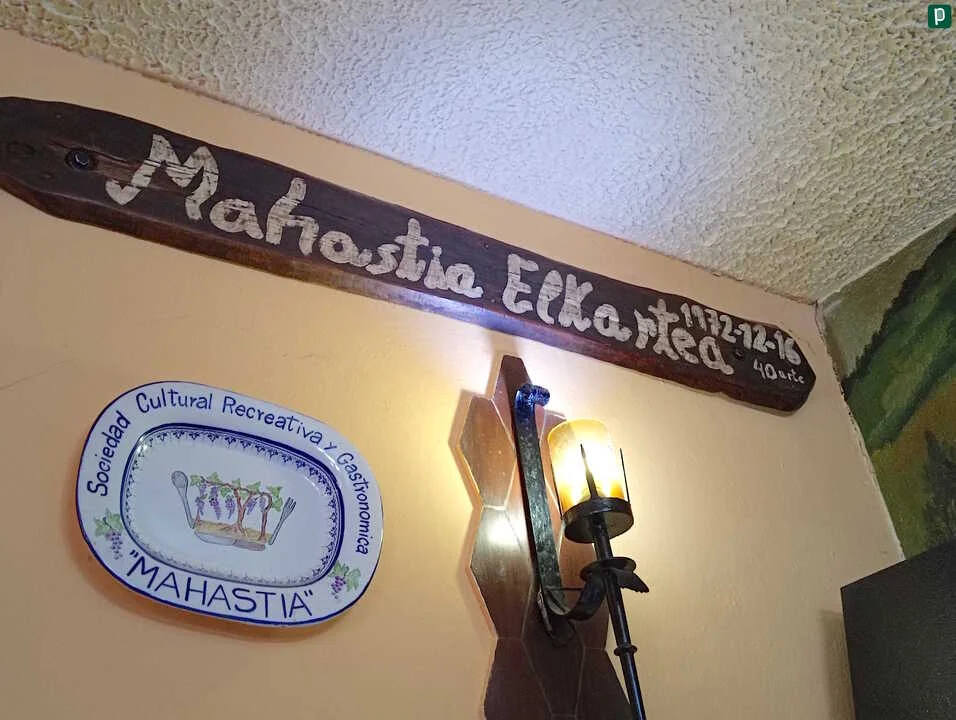 Mahastia Elkartea 1972-12-16
40 urte
Sociedad Cultural Recreativa y Gastronomica
"MAHASTIA"
p